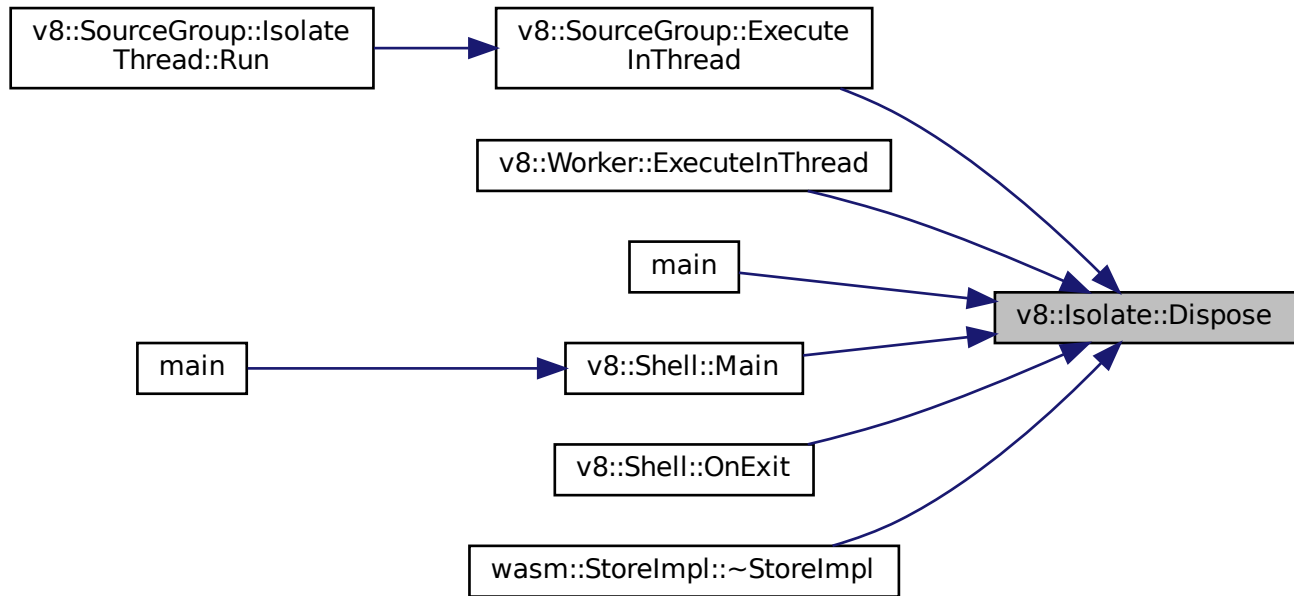 v8::SourceGroup::Isolate
Thread::Run
v8::SourceGroup::Execute
InThread
v8::Worker::ExecuteInThread
main
v8::Isolate::Dispose
main
v8::Shell::Main
v8::Shell::OnExit
wasm::StoreImpl::~StoreImpl